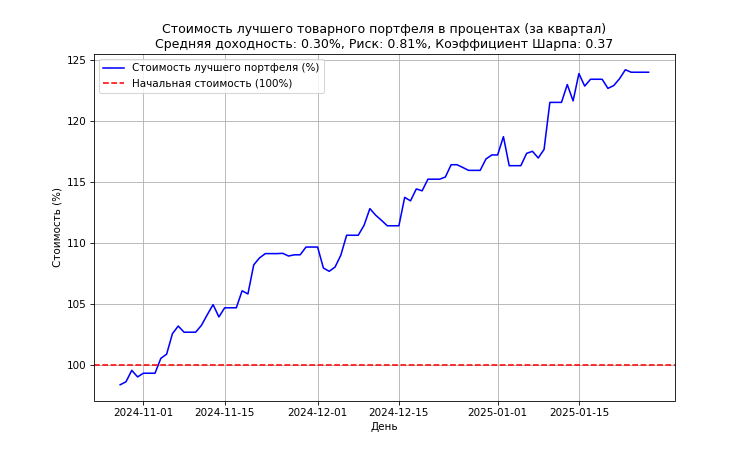 Стоимость лучшего товарного портфеля в процентах (за квартал)
Средняя доходность: 0.30%, Риск: 0.81%, Коэффициент Шарпа: 0.37
Стоимость лучшего портфеля (%)
Начальная стоимость (100%)
Стоимость (%)
125
120
115
110
105
100
2024-11-01
2024-11-15
2024-12-01
2024-12-15
2025-01-01
2025-01-15
День